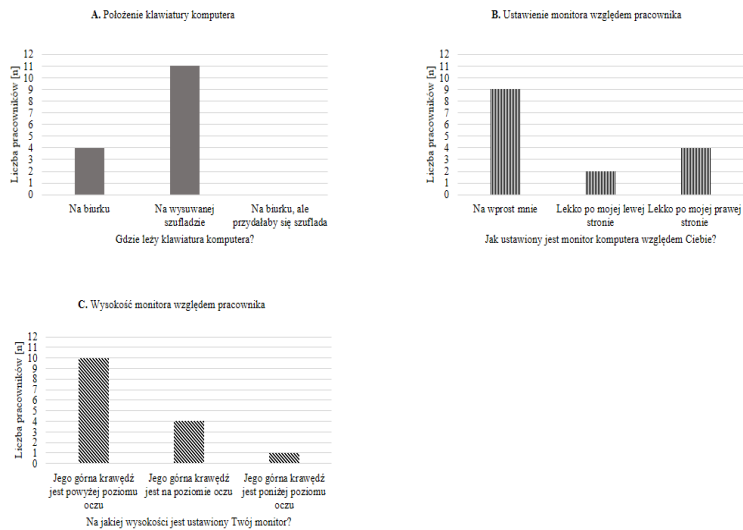 A. Położenie klawiatury komputera
Liczba pracowników [n]
12
11
10
9
8
7
6
5
4
3
2
1
0
Na biurku
Na wysuwanej
szufladzie
Na biurku, ale
przydałaby się szuflada
Gdzie leży klawiatura komputera?
B. Ustawienie monitora względem pracownika
Liczba pracowników [n]
12
11
10
9
8
7
6
5
4
3
2
1
0
Na wprost mnie
Lekko po mojej lewej
stronie
Lekko po mojej prawej
stronie
Jak ustawiony jest monitor komputera względem Ciebie?
C. Wysokość monitora względem pracownika
Liczba pracowników [n]
12
11
10
9
8
7
6
5
4
3
2
1
0
Jego górna krawędź
jest powyżej poziomu
oczu
Jego górna krawędź
jest na poziomie oczu
Jego górna krawędź
jest poniżej poziomu
oczu
Na jakiej wysokości jest ustawiony Twój monitor?